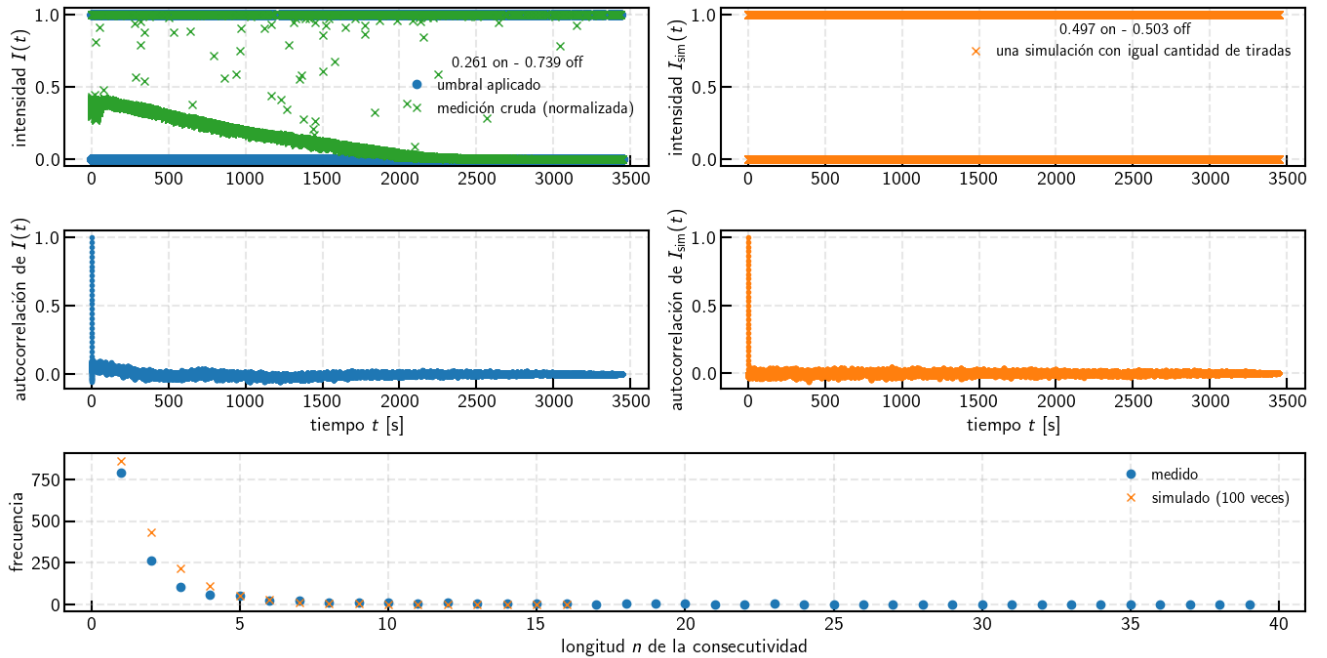 intensidad I(t)
1.0
0.5
0.0
0.261 on - 0.739 off
umbral aplicado
medición cruda (normalizada)
0 500 1000 1500 2000 2500 3000 3500
intensidad I_sim(t)
1.0
0.5
0.0
0.497 on - 0.503 off
una simulación con igual cantidad de tiradas
0 500 1000 1500 2000 2500 3000 3500
autocorrelación de I(t)
1.0
0.5
0.0
0 500 1000 1500 2000 2500 3000 3500
tiempo t [s]
autocorrelación de I_sim(t)
1.0
0.5
0.0
0 500 1000 1500 2000 2500 3000 3500
tiempo t [s]
frecuencia
750
500
250
0
medido
simulado (100 veces)
0 5 10 15 20 25 30 35 40
longitud n de la consecutividad